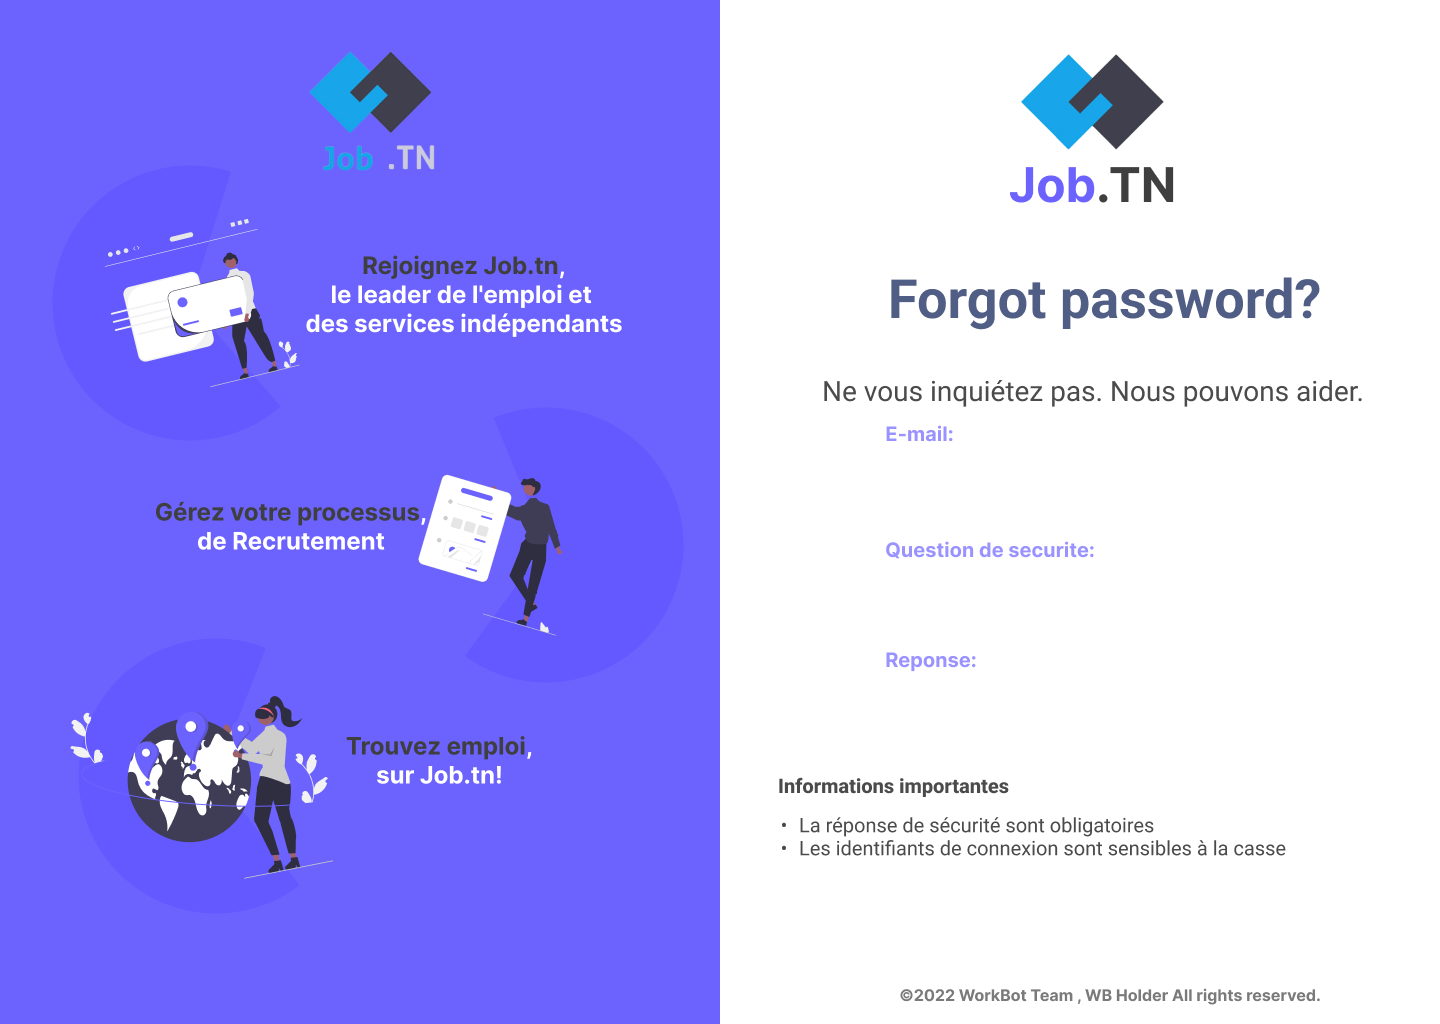 Job .TN
Rejoignez Job.tn,
le leader de l'emploi et
des services indépendants
Gérez votre processus,
de Recrutement
Trouvez emploi,
sur Job.tn!
Job.TN
Forgot password?
Ne vous inquiétez pas. Nous pouvons aider.
E-mail:
Question de securite:
Reponse:
Informations importantes
• La réponse de sécurité sont obligatoires
• Les identifiants de connexion sont sensibles à la casse
©2022 WorkBot Team , WB Holder All rights reserved.